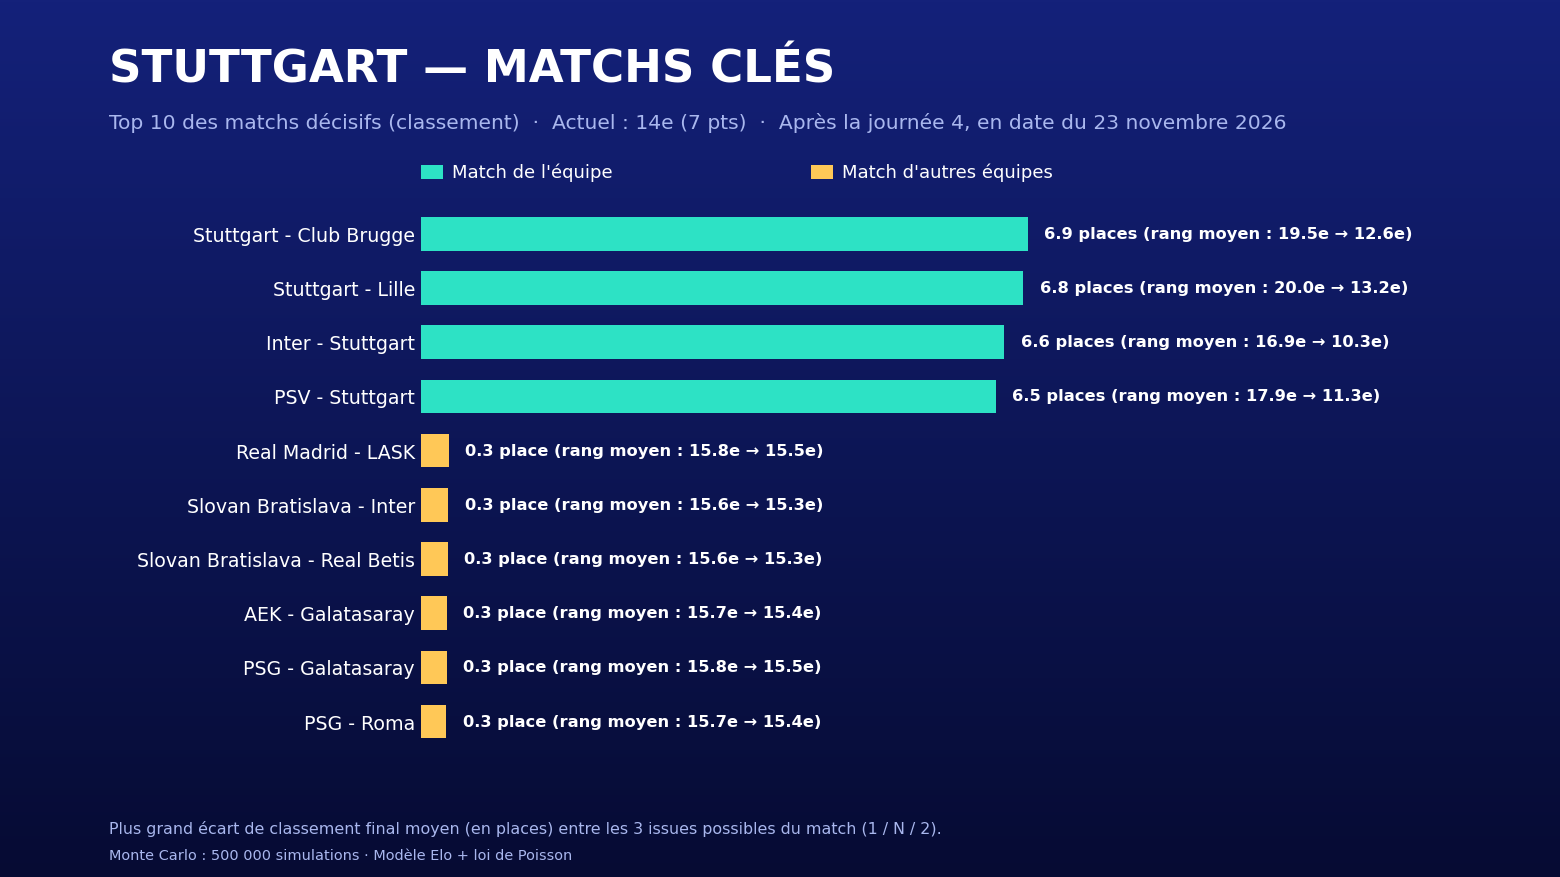 STUTTGART — MATCHS CLÉS
Top 10 des matchs décisifs (classement)  ·  Actuel : 14e (7 pts)  ·  Après la journée 4, en date du 23 novembre 2026
Match de l'équipe
Match d'autres équipes
Stuttgart - Club Brugge 6.9 places (rang moyen : 19.5e → 12.6e)
Stuttgart - Lille 6.8 places (rang moyen : 20.0e → 13.2e)
Inter - Stuttgart 6.6 places (rang moyen : 16.9e → 10.3e)
PSV - Stuttgart 6.5 places (rang moyen : 17.9e → 11.3e)
Real Madrid - LASK 0.3 place (rang moyen : 15.8e → 15.5e)
Slovan Bratislava - Inter 0.3 place (rang moyen : 15.6e → 15.3e)
Slovan Bratislava - Real Betis 0.3 place (rang moyen : 15.6e → 15.3e)
AEK - Galatasaray 0.3 place (rang moyen : 15.7e → 15.4e)
PSG - Galatasaray 0.3 place (rang moyen : 15.8e → 15.5e)
PSG - Roma 0.3 place (rang moyen : 15.7e → 15.4e)
Plus grand écart de classement final moyen (en places) entre les 3 issues possibles du match (1 / N / 2).
Monte Carlo : 500 000 simulations · Modèle Elo + loi de Poisson